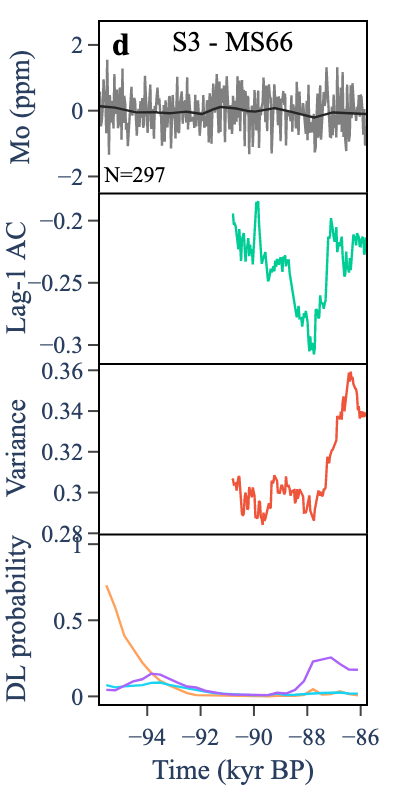 d S3 - MS66
Mo (ppm)
2
0
−2
N=297
Lag-1 AC
−0.2
−0.25
−0.3
Variance
0.36
0.34
0.32
0.3
0.28
DL probability
1
0.5
0
−94 −92 −90 −88 −86
Time (kyr BP)